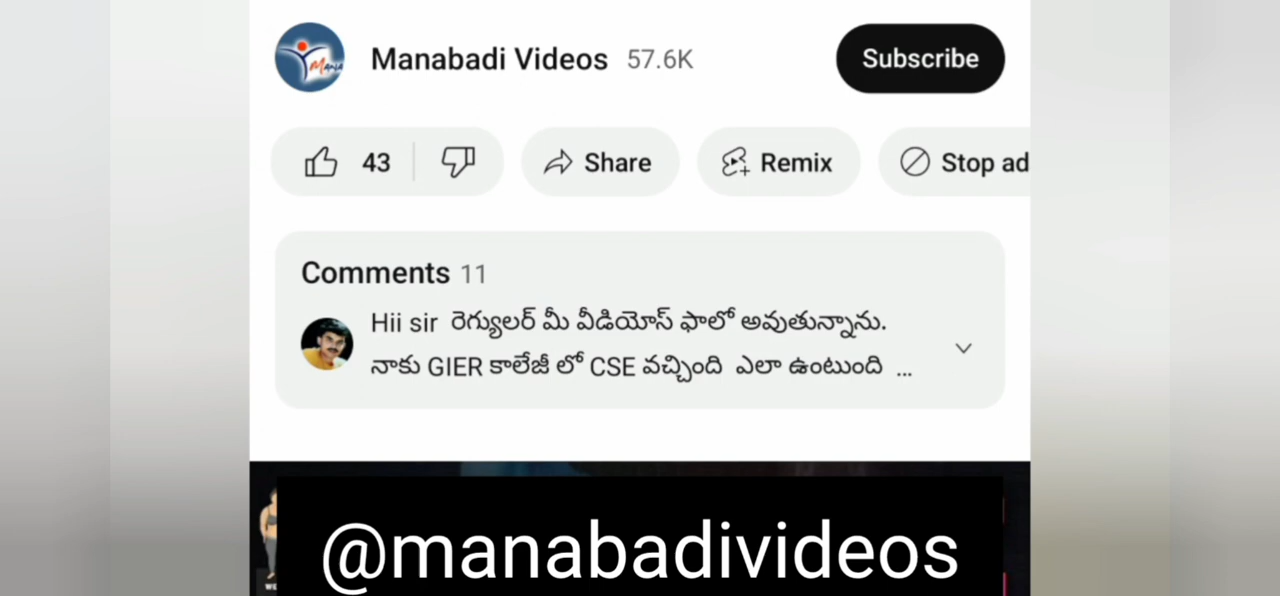 Manabadi Videos 57.6K Subscribe
43 Share Remix Stop ad
Comments 11
Hii sir రెగ్యులర్ మీ వీడియోస్ ఫాలో అవుతున్నాను.
నాకు GIER కాలేజీ లో CSE వచ్చింది ఎలా ఉంటుంది ...
@manabadivideos